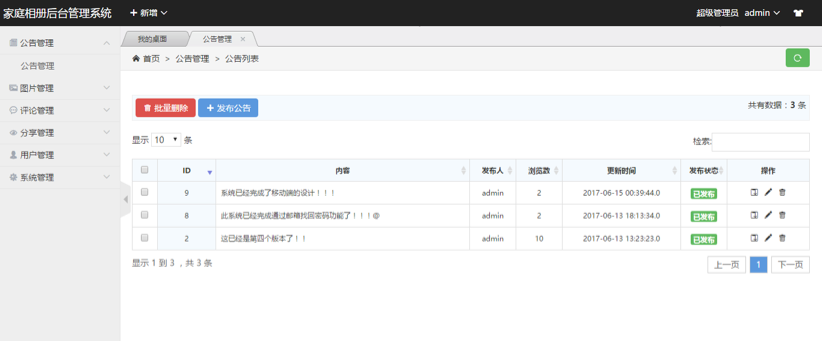 家庭相册后台管理系统 新增 超级管理员 admin
公告管理
公告管理
图片管理
评论管理
分享管理
用户管理
系统管理
我的桌面 公告管理 ×
首页 > 公告管理 > 公告列表
批量删除 发布公告 共有数据：3 条
显示 10 条 检索:
ID 内容 发布人 浏览数 更新时间 发布状态 操作
9 系统已经完成了移动端的设计！！！ admin 2 2017-06-15 00:39:44.0 已发布
8 此系统已经完成通过邮箱找回密码功能了！！！@ admin 2 2017-06-13 18:13:34.0 已发布
2 这已经是第四个版本了！！ admin 10 2017-06-13 13:23:23.0 已发布
显示 1 到 3 ，共 3 条 上一页 1 下一页